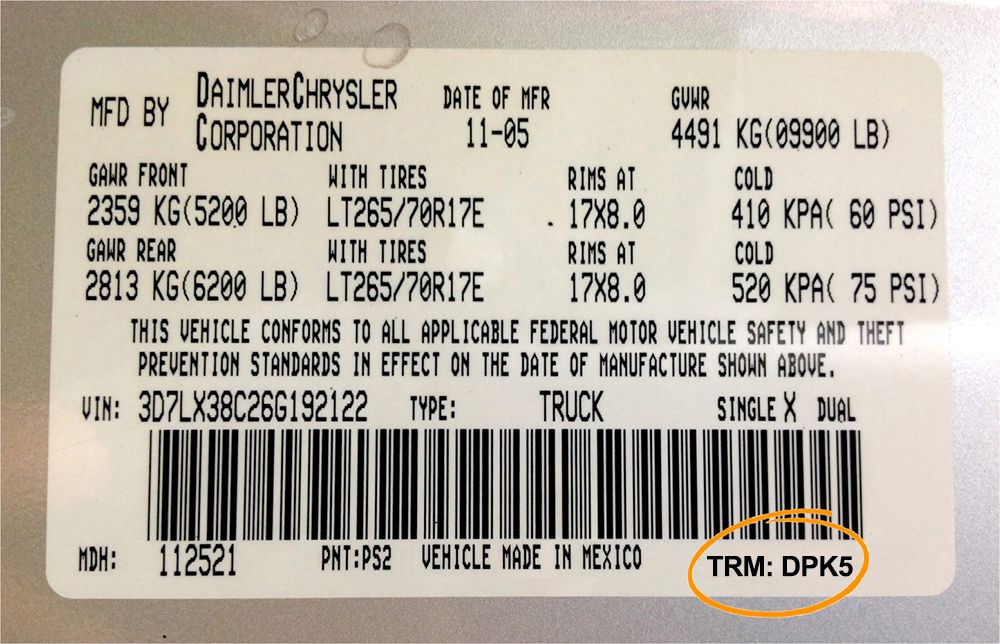 MFD BY DAIMLERCHRYSLER CORPORATION DATE OF MFR 11-05 GVWR 4491 KG(09900 LB)
GAWR FRONT WITH TIRES RIMS AT COLD
2359 KG(5200 LB) LT265/70R17E 17X8.0 410 KPA( 60 PSI)
GAWR REAR WITH TIRES RIMS AT COLD
2813 KG(6200 LB) LT265/70R17E 17X8.0 520 KPA( 75 PSI)
THIS VEHICLE CONFORMS TO ALL APPLICABLE FEDERAL MOTOR VEHICLE SAFETY AND THEFT
PREVENTION STANDARDS IN EFFECT ON THE DATE OF MANUFACTURE SHOWN ABOVE.
VIN: 3D7LX38C26G192122 TYPE: TRUCK SINGLE X DUAL
MDH: 112521 PNT:PS2 VEHICLE MADE IN MEXICO TRM: DPK5